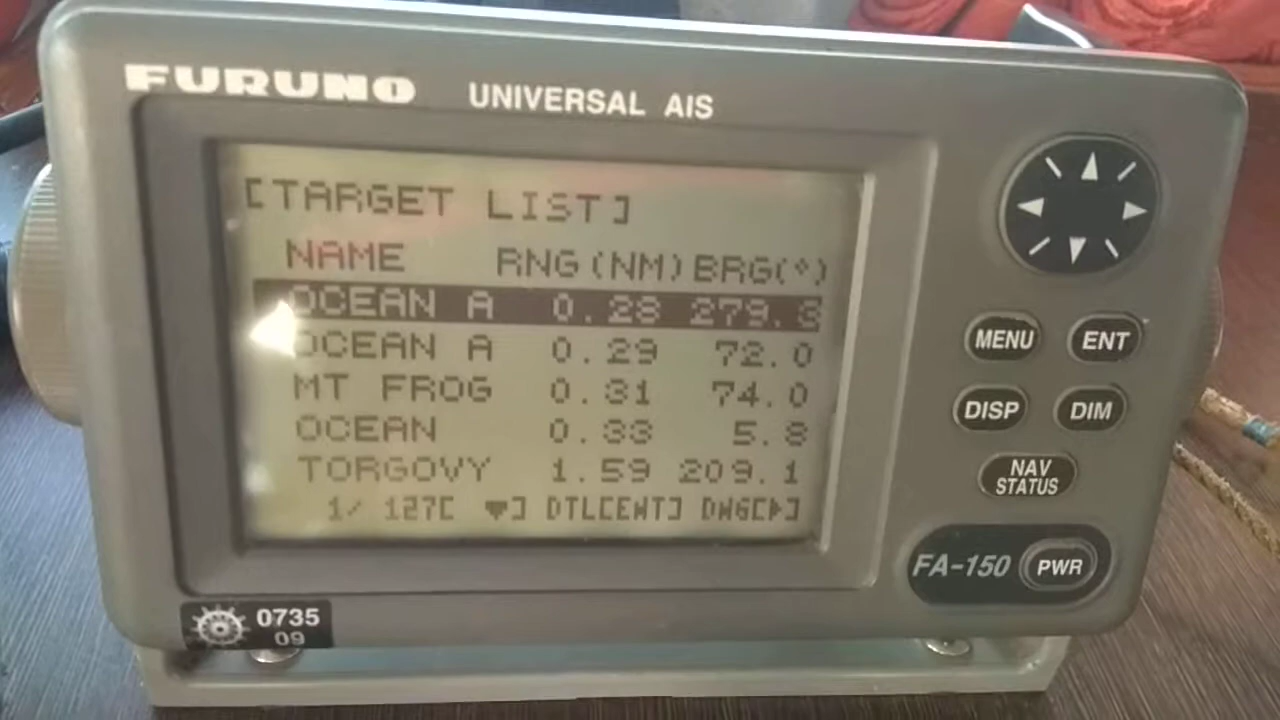 FURUNO UNIVERSAL AIS
[TARGET LIST]
NAME RNG(NM) BRG(°)
OCEAN A 0.28 279.3
OCEAN A 0.29 72.0
MT FROG 0.31 74.0
OCEAN 0.33 5.8
TORGOVY 1.59 209.1
1/ 127[ ▼] DTL[ENT] DNG[▶]
MENU ENT
DISP DIM
NAV
STATUS
FA-150 PWR
0735
09